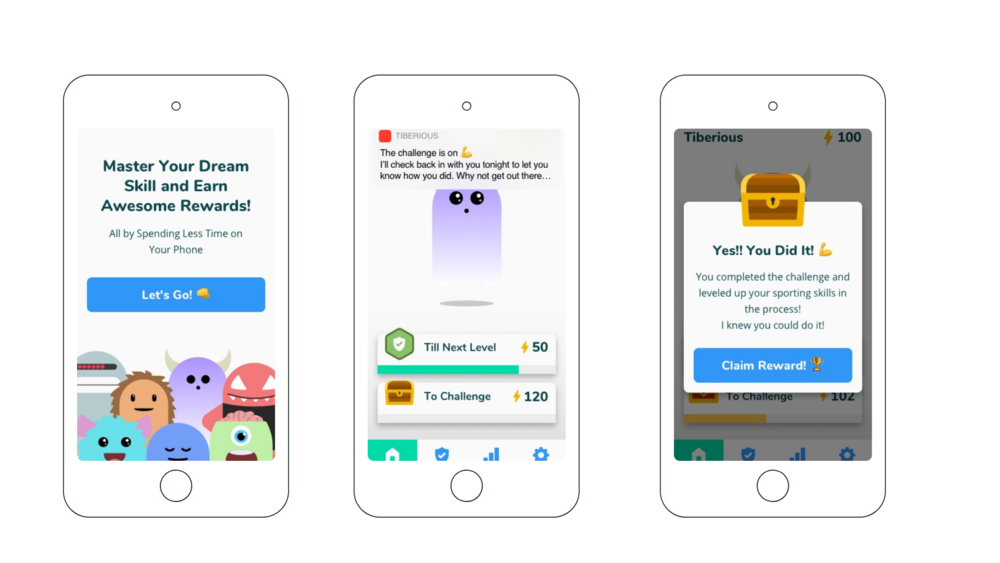 Master Your Dream
Skill and Earn
Awesome Rewards!
All by Spending Less Time on
Your Phone
Let's Go! 👊
TIBERIOUS
The challenge is on 💪
I'll check back in with you tonight to let you
know how you did. Why not get out there...
Till Next Level ⚡ 50
To Challenge ⚡ 120
Tiberious ⚡ 100
Yes!! You Did It! 💪
You completed the challenge and
leveled up your sporting skills in
the process!
I knew you could do it!
Claim Reward! 🏆
To Challenge ⚡ 102